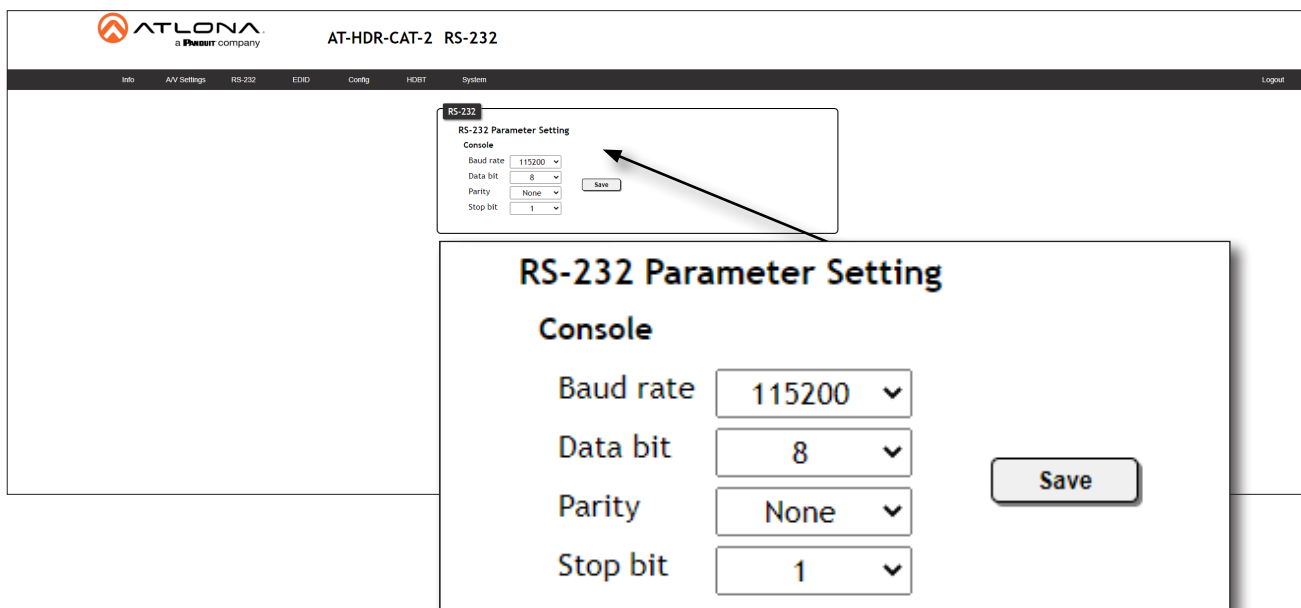 ATLONA.
a PANDUIT company
AT-HDR-CAT-2 RS-232
Info A/V Settings RS-232 EDID Config HDBT System Logout
RS-232
RS-232 Parameter Setting
Console
Baud rate 115200
Data bit 8
Parity None
Stop bit 1
Save
RS-232 Parameter Setting
Console
Baud rate 115200
Data bit 8
Parity None
Stop bit 1
Save